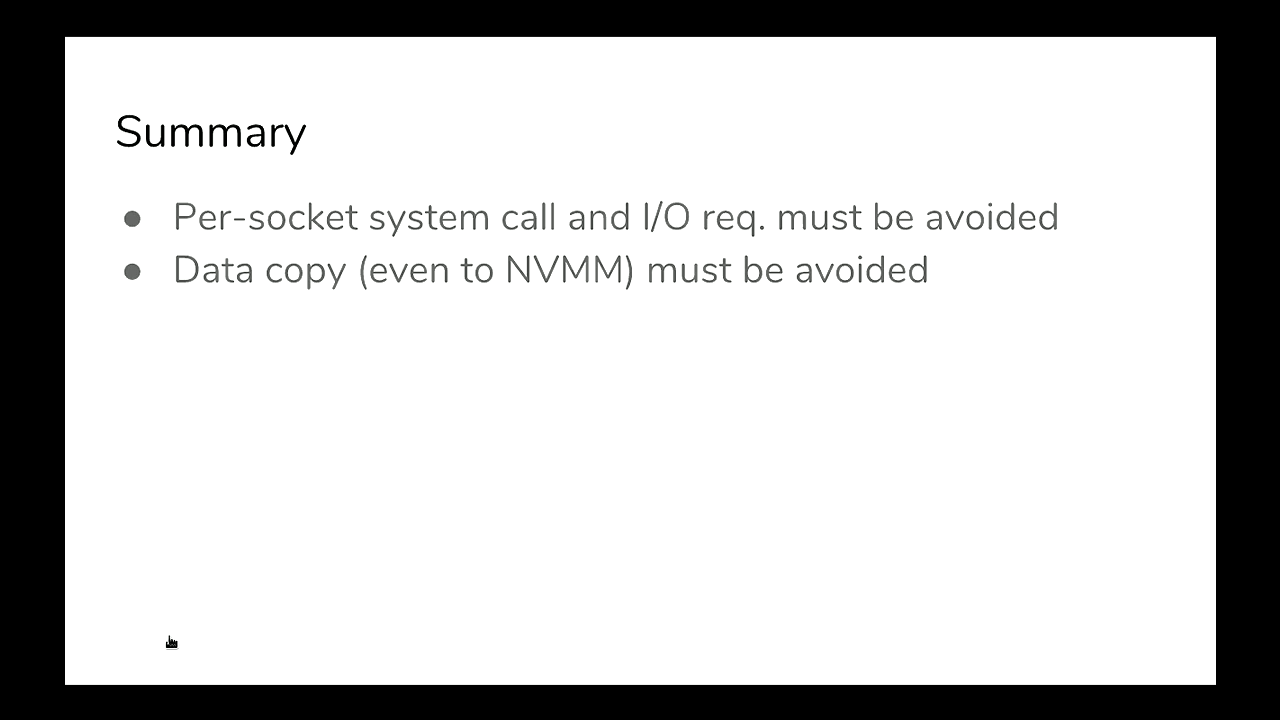 Summary
● Per-socket system call and I/O req. must be avoided
● Data copy (even to NVMM) must be avoided